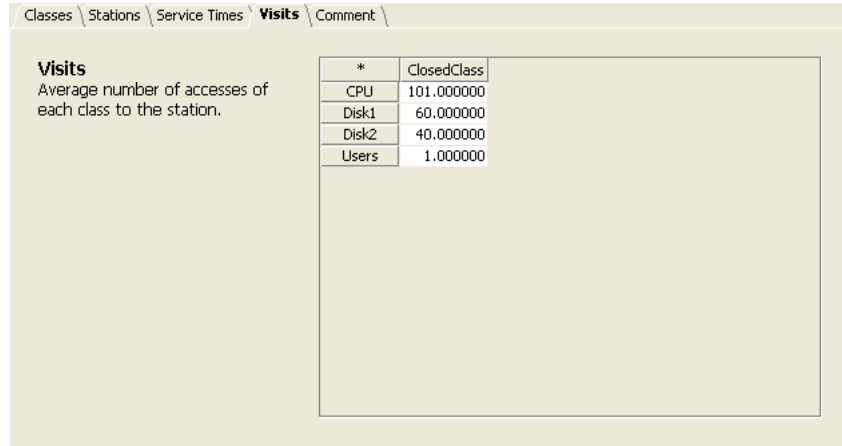 Classes \ Stations \ Service Times \ Visits \ Comment \
Visits
Average number of accesses of
each class to the station.
* ClosedClass
CPU 101.000000
Disk1 60.000000
Disk2 40.000000
Users 1.000000